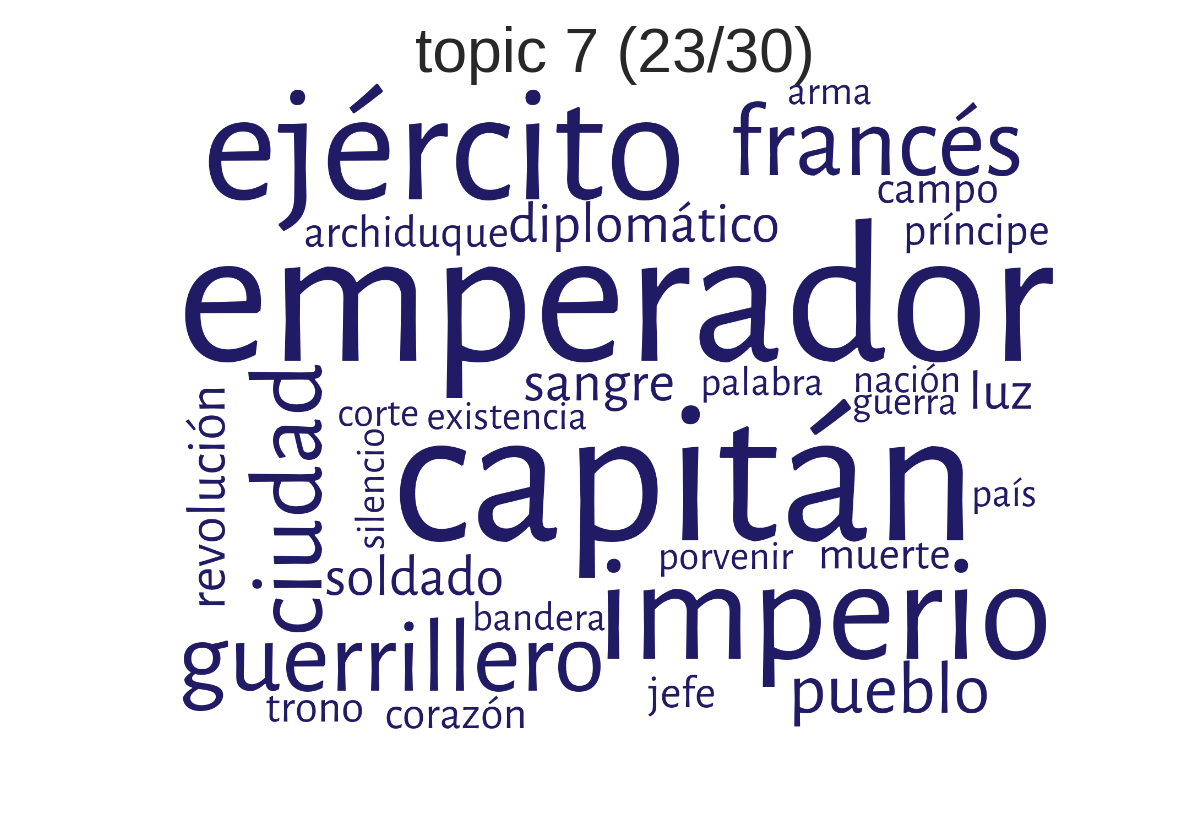 topic 7 (23/30)
arma
ejército
francés
campo
archiduque
diplomático
príncipe
emperador
sangre
palabra
nación
luz
guerra
corte
existencia
revolución
ciudad
silencio
capitán
país
porvenir
muerte
soldado
imperio
bandera
guerrillero
jefe
pueblo
trono
corazón